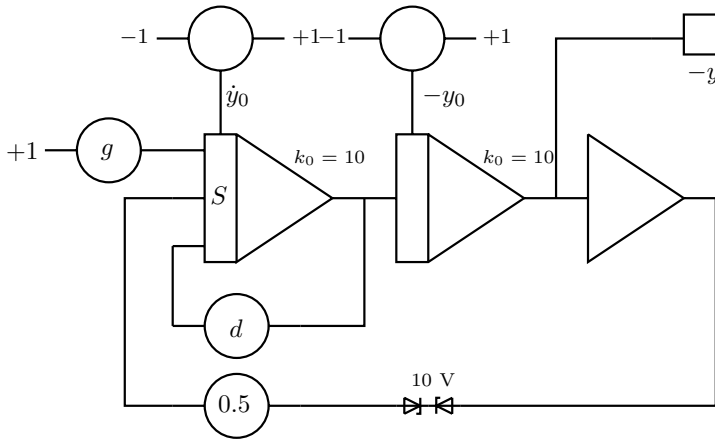 −1 +1 −1 +1
ẏ₀ −y₀ −y
+1 g k₀ = 10 k₀ = 10
S
d
10 V
0.5